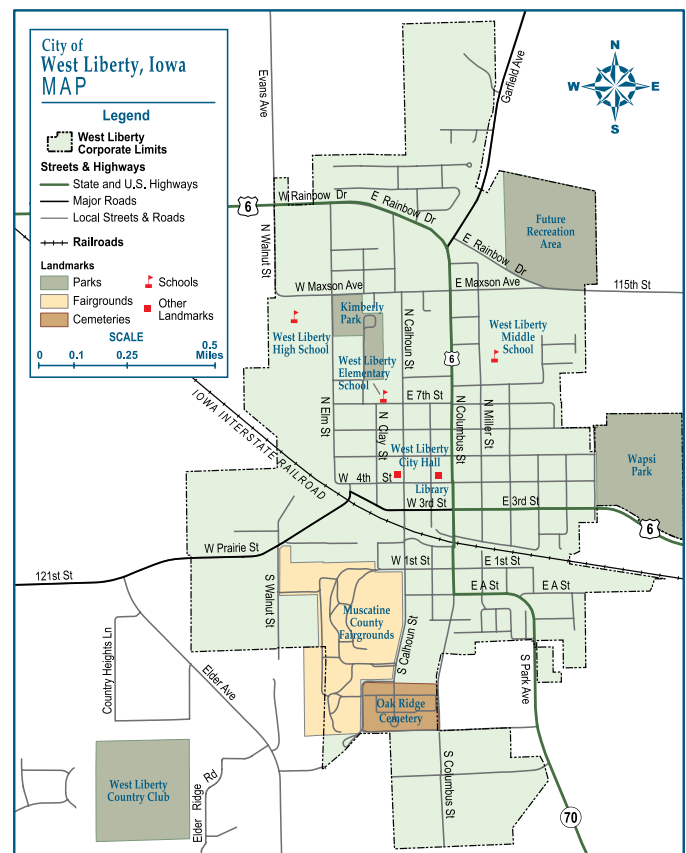 City of
West Liberty, Iowa
MAP
Legend
West Liberty
Corporate Limits
Streets & Highways
State and U.S. Highways
Major Roads
Local Streets & Roads
Railroads
Landmarks
Parks
Fairgrounds
Cemeteries
Schools
Other
Landmarks
SCALE
0 0.1 0.25 0.5
Miles
N
W E
S
Evans Ave
Garfield Ave
6
W Rainbow Dr
E Rainbow Dr
E Rainbow Dr
Future
Recreation
Area
N Walnut St
W Maxson Ave
E Maxson Ave
115th St
Kimberly
Park
West Liberty
High School
N Calhoun St
West Liberty
Middle
School
West Liberty
Elementary
School
6
E 7th St
IOWA INTERSTATE RAILROAD
N Elm St
N Clay St
N Columbus St
N Miller St
West Liberty
City Hall
Wapsi
Park
W 4th St
Library
W 3rd St
E 3rd St
6
W Prairie St
W 1st St
E 1st St
121st St
E A St
E A St
S Walnut St
Muscatine
County
Fairgrounds
S Calhoun St
Country Heights Ln
Elder Ave
S Park Ave
Oak Ridge
Cemetery
West Liberty
Country Club
Elder Ridge Rd
S Columbus St
70